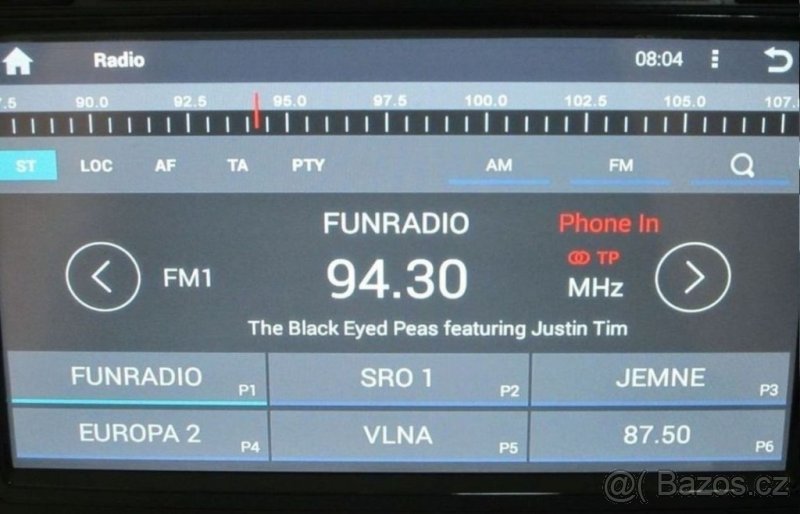 Radio 08:04
7.5 90.0 92.5 95.0 97.5 100.0 102.5 105.0 107.
ST LOC AF TA PTY AM FM
FUNRADIO Phone In
TP
FM1 94.30 MHz
The Black Eyed Peas featuring Justin Tim
FUNRADIO P1 SRO 1 P2 JEMNE P3
EUROPA 2 P4 VLNA P5 87.50 P6
@( Bazos.cz